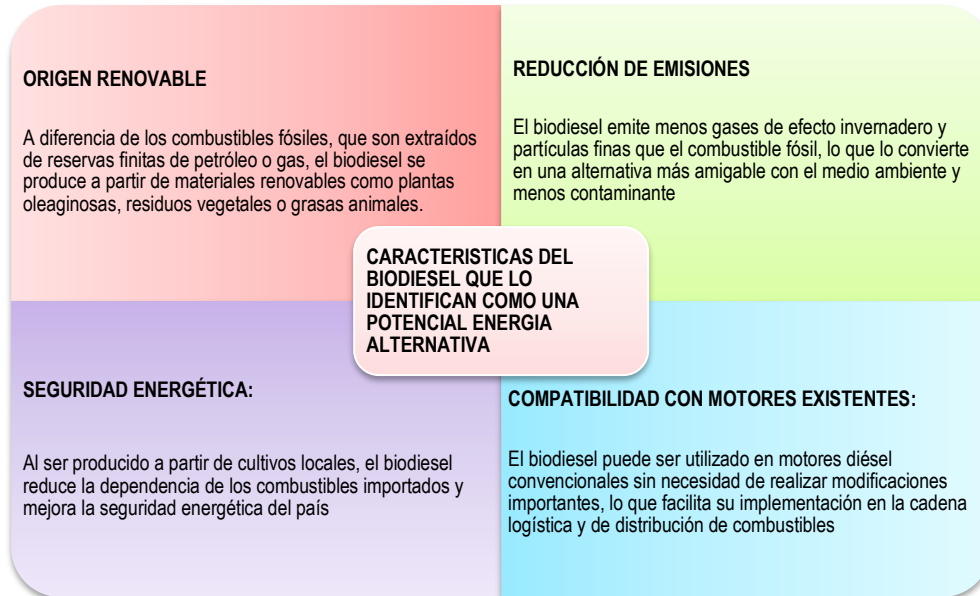 ORIGEN RENOVABLE
A diferencia de los combustibles fósiles, que son extraídos
de reservas finitas de petróleo o gas, el biodiesel se
produce a partir de materiales renovables como plantas
oleaginosas, residuos vegetales o grasas animales.
REDUCCIÓN DE EMISIONES
El biodiesel emite menos gases de efecto invernadero y
partículas finas que el combustible fósil, lo que lo convierte
en una alternativa más amigable con el medio ambiente y
menos contaminante
CARACTERISTICAS DEL
BIODIESEL QUE LO
IDENTIFICAN COMO UNA
POTENCIAL ENERGIA
ALTERNATIVA
SEGURIDAD ENERGÉTICA:
Al ser producido a partir de cultivos locales, el biodiesel
reduce la dependencia de los combustibles importados y
mejora la seguridad energética del país
COMPATIBILIDAD CON MOTORES EXISTENTES:
El biodiesel puede ser utilizado en motores diésel
convencionales sin necesidad de realizar modificaciones
importantes, lo que facilita su implementación en la cadena
logística y de distribución de combustibles